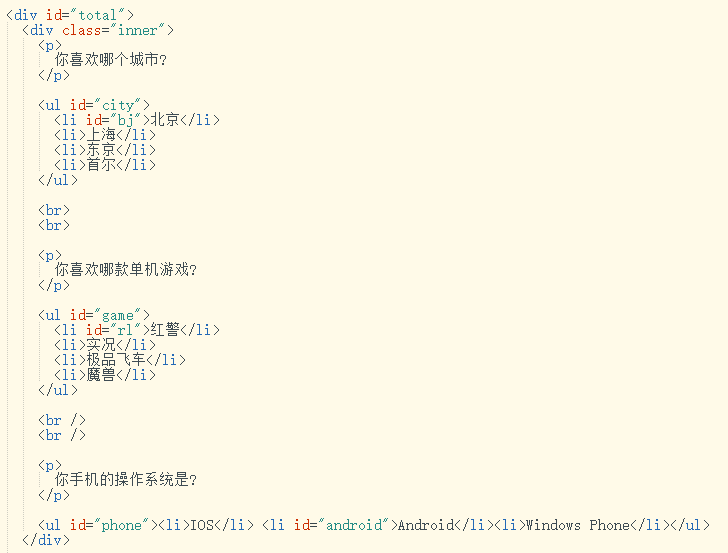 <div id="total">
<div class="inner">
<p>
你喜欢哪个城市?
</p>
<ul id="city">
<li id="bj">北京</li>
<li>上海</li>
<li>东京</li>
<li>首尔</li>
</ul>
<br>
<br>
<p>
你喜欢哪款单机游戏?
</p>
<ul id="game">
<li id="rl">红警</li>
<li>实况</li>
<li>极品飞车</li>
<li>魔兽</li>
</ul>
<br />
<br />
<p>
你手机的操作系统是?
</p>
<ul id="phone"><li>IOS</li> <li id="android">Android</li><li>Windows Phone</li></ul>
</div>